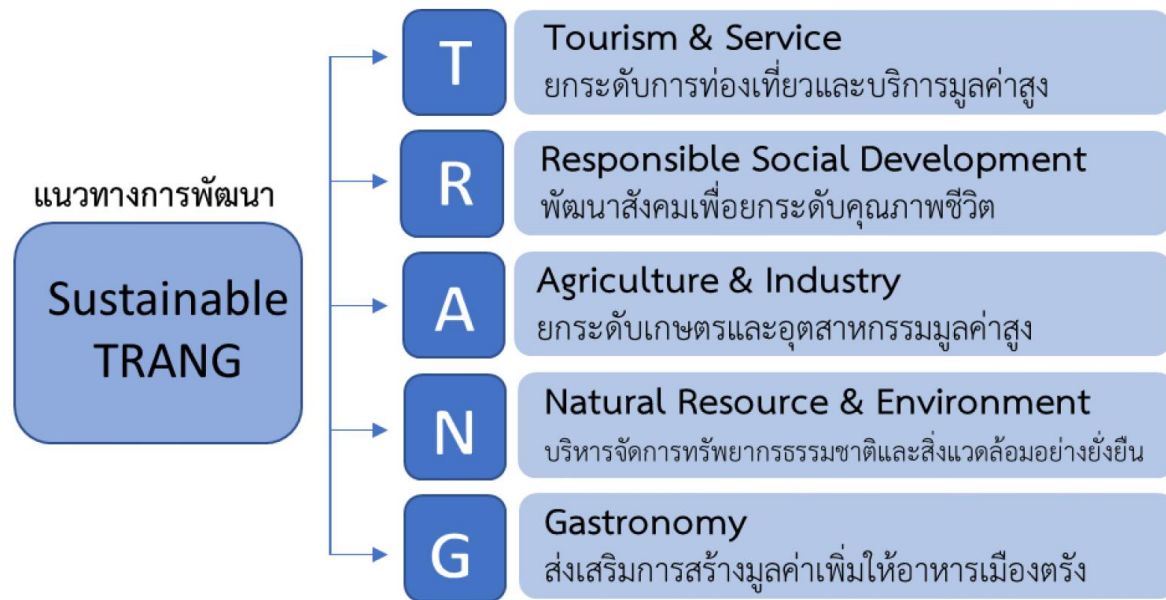 แนวทางการพัฒนา
Sustainable
TRANG
T
Tourism & Service
ยกระดับการท่องเที่ยวและบริการมูลค่าสูง
R
Responsible Social Development
พัฒนาสังคมเพื่อยกระดับคุณภาพชีวิต
A
Agriculture & Industry
ยกระดับเกษตรและอุตสาหกรรมมูลค่าสูง
N
Natural Resource & Environment
บริหารจัดการทรัพยากรธรรมชาติและสิ่งแวดล้อมอย่างยั่งยืน
G
Gastronomy
ส่งเสริมการสร้างมูลค่าเพิ่มให้อาหารเมืองตรัง